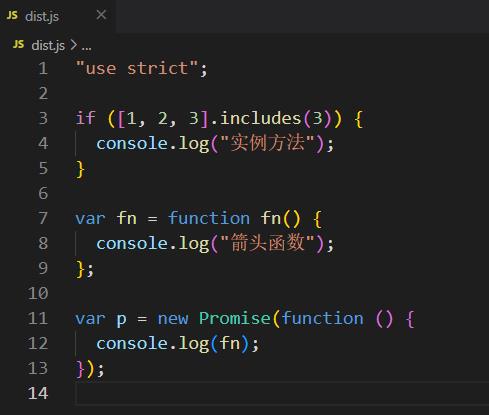 JS dist.js ×
JS dist.js > ...
1 "use strict";
2
3 if ([1, 2, 3].includes(3)) {
4   console.log("实例方法");
5 }
6
7 var fn = function fn() {
8   console.log("箭头函数");
9 };
10
11 var p = new Promise(function () {
12   console.log(fn);
13 });
14